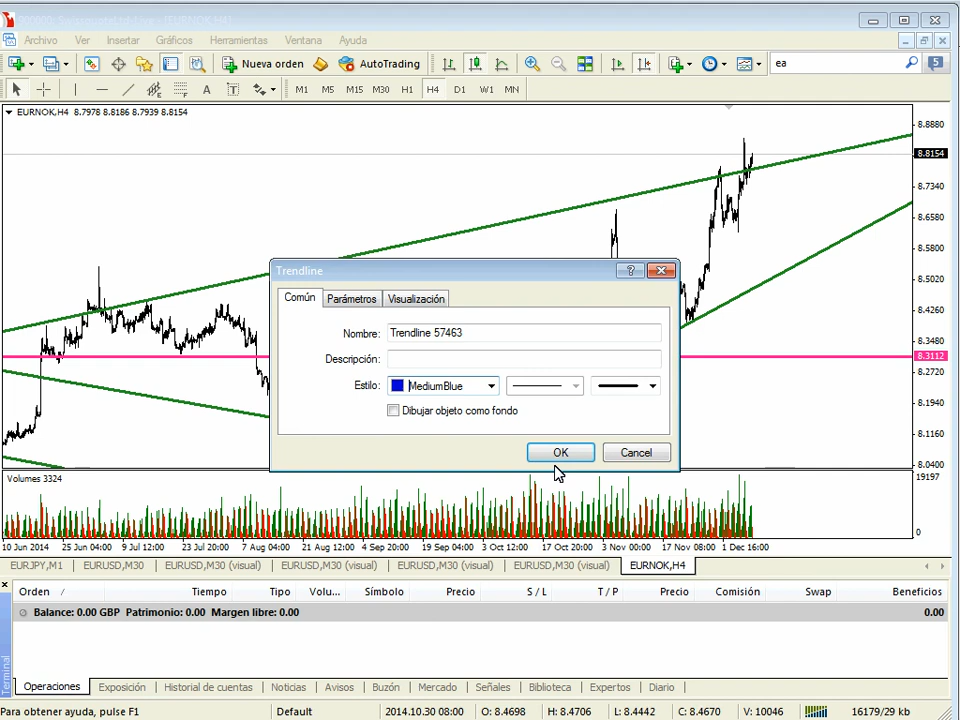 EURNOK,H4
Archivo Ver Insertar Gráficos Herramientas Ventana Ayuda
Nueva orden AutoTrading ea 5
A T M1 M5 M15 M30 H1 H4 D1 W1 MN
EURNOK,H4 8.7978 8.8186 8.7939 8.8154
8.8880
8.8154
8.7340
8.6580
8.5800
8.5020
8.4260
8.3480
8.3112
8.2720
8.1940
8.1160
8.0400
Trendline
Común Parámetros Visualización
Nombre: Trendline 57463
Descripción:
Estilo: MediumBlue
Dibujar objeto como fondo
OK Cancel
Volumes 3324
19197
0
10 Jun 2014 25 Jun 04:00 9 Jul 12:00 23 Jul 20:00 7 Aug 04:00 21 Aug 12:00 4 Sep 20:00 19 Sep 04:00 3 Oct 12:00 17 Oct 20:00 3 Nov 00:00 17 Nov 08:00 1 Dec 16:00
EURJPY,M1 EURUSD,M30 EURUSD,M30 (visual) EURUSD,M30 (visual) EURUSD,M30 (visual) EURUSD,M30 (visual) EURNOK,H4
Orden / Tiempo Tipo Volu... Símbolo Precio S / L T / P Precio Comisión Swap Beneficios
Balance: 0.00 GBP Patrimonio: 0.00 Margen libre: 0.00 0.00
Terminal
Operaciones Exposición Historial de cuentas Noticias Avisos Buzón Mercado Señales Biblioteca Expertos Diario
Para obtener ayuda, pulse F1 Default 2014.10.30 08:00 O: 8.4698 H: 8.4706 L: 8.4442 C: 8.4670 V: 10046 16179/29 kb